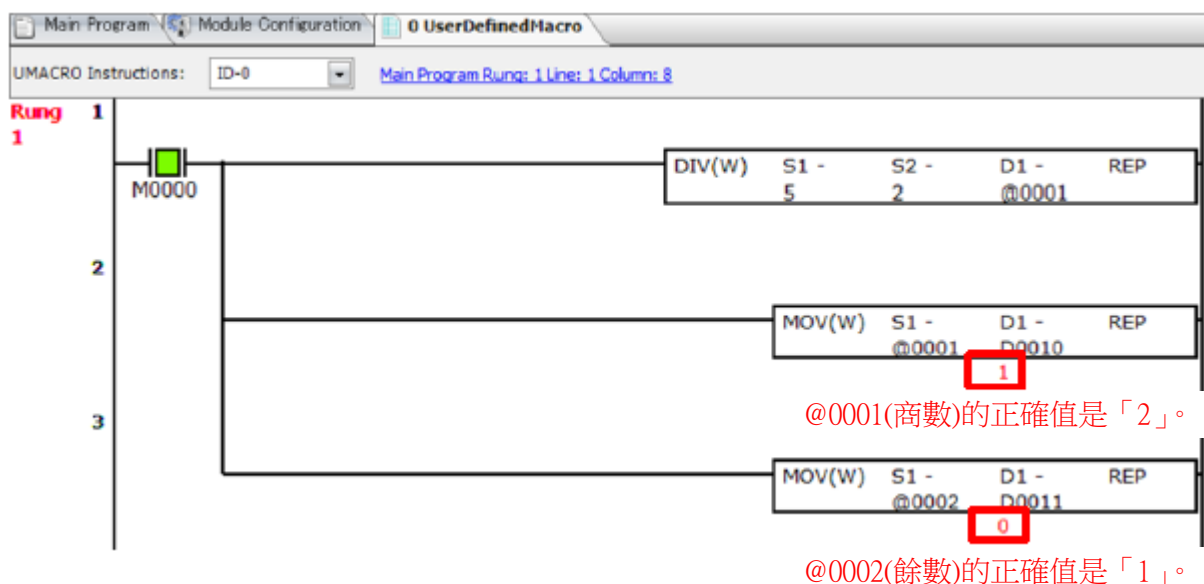 Main Program Module Configuration 0 UserDefinedMacro
UMACRO Instructions: ID-0 Main Program Rung: 1 Line: 1 Column: 8
Rung 1
1
M0000
DIV(W) S1 - S2 - D1 - REP
5 2 @0001
2
MOV(W) S1 - D1 - REP
@0001 D0010
1
@0001(商數)的正確值是「2」。
3
MOV(W) S1 - D1 - REP
@0002 D0011
0
@0002(餘數)的正確值是「1」。